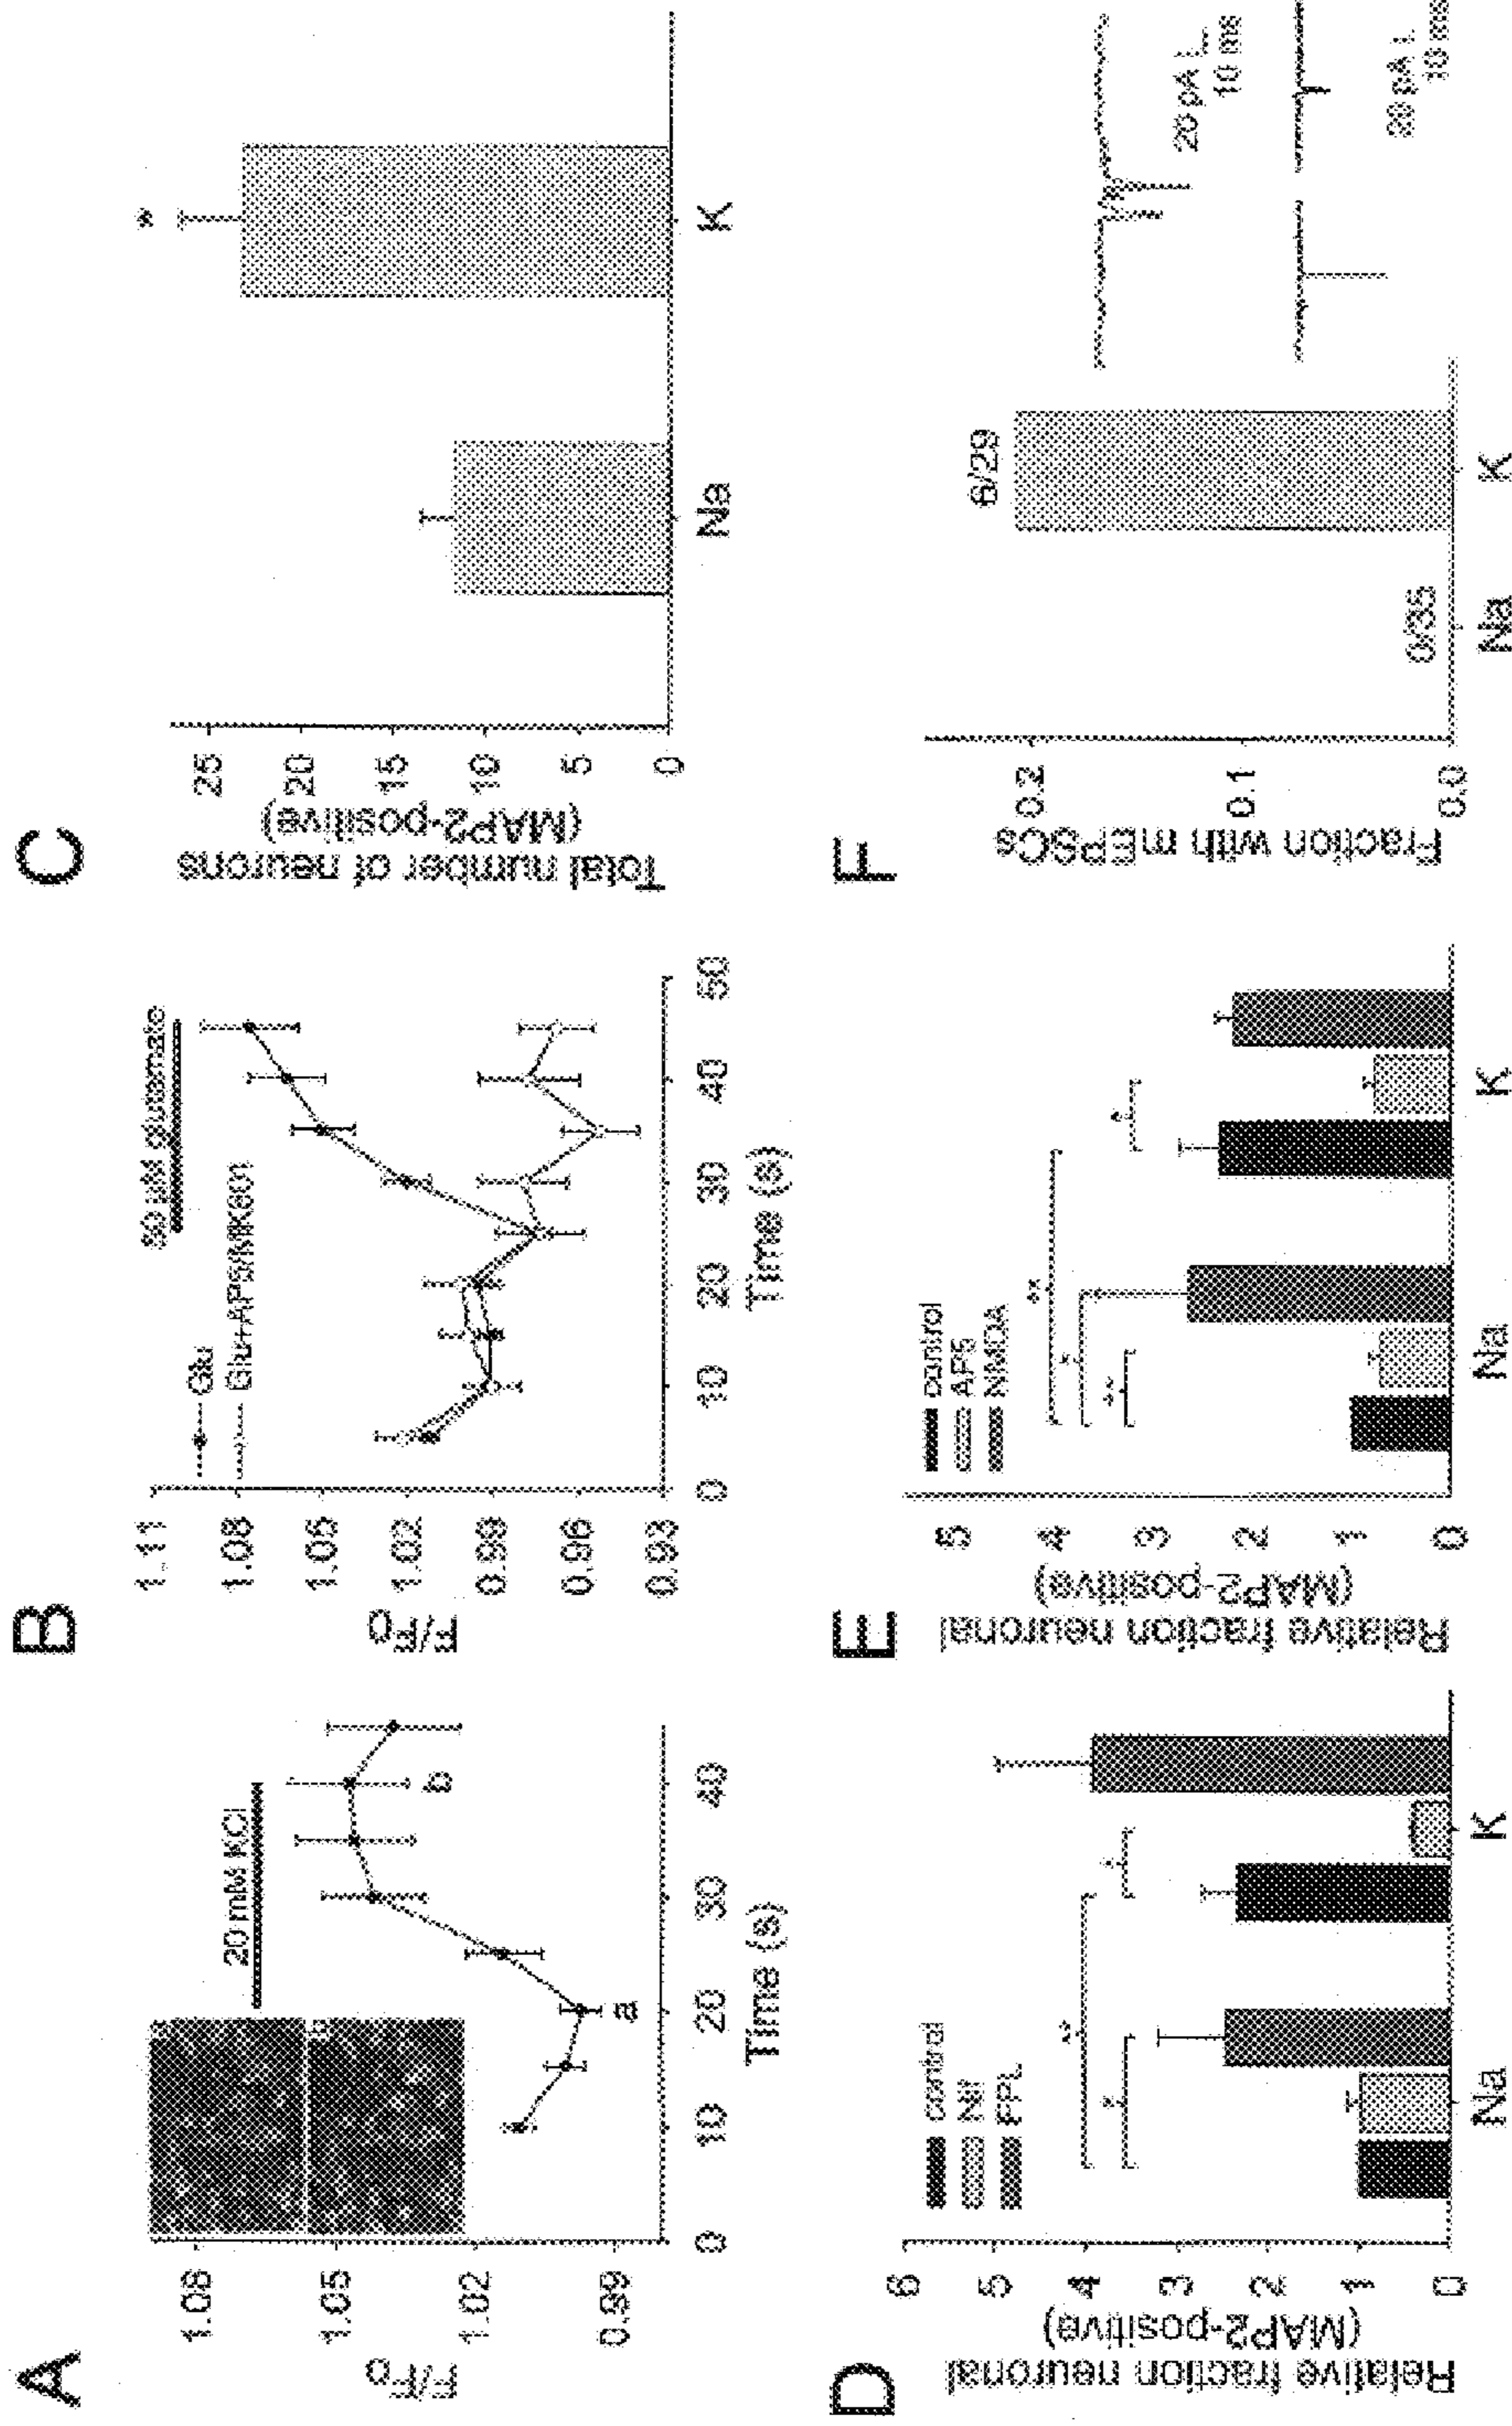 A
F/F0
1.08
1.05
1.02
0.99
20 mM KCl
a
b
a
b
0
10
20
30
40
Time (s)
B
F/F0
1.11
1.08
1.05
1.02
0.99
0.96
0.93
Glu
Glu+AP5/MK801
50 µM glutamate
0
10
20
30
40
50
Time (s)
C
Total number of neurons
(MAP2-positive)
25
20
15
10
5
0
*
Na
K
D
Relative fraction neuronal
(MAP2-positive)
6
5
4
3
2
1
0
control
Nif
FPL
**
*
*
Na
K
E
Relative fraction neuronal
(MAP2-positive)
5
4
3
2
1
0
control
AP5
NMDA
**
*
**
*
Na
K
F
Fraction with mEPSCs
0.2
0.1
0.0
0/35
6/29
Na
K
20 pA
10 ms
20 pA
10 ms